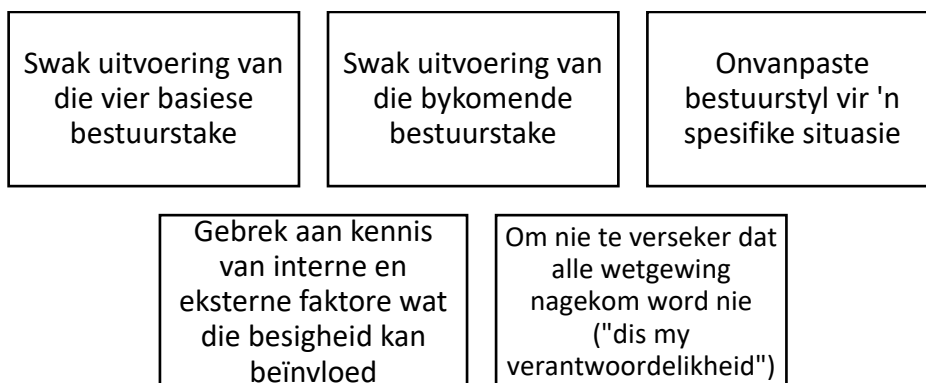 Swak uitvoering van
die vier basiese
bestuurstake
Swak uitvoering van
die bykomende
bestuurstake
Onvanpaste
bestuurstyl vir 'n
spesifike situasie
Gebrek aan kennis
van interne en
eksterne faktore wat
die besigheid kan
beïnvloed
Om nie te verseker dat
alle wetgewing
nagekom word nie
("dis my
verantwoordelikheid")